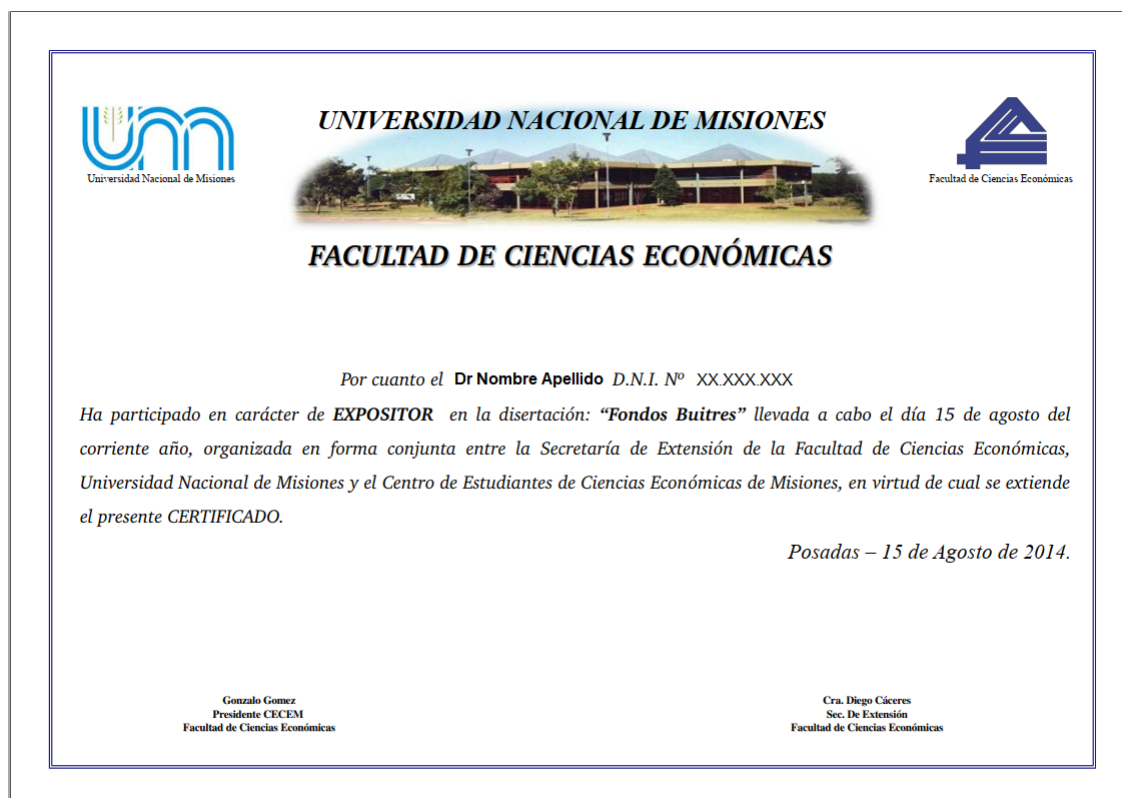 UNIVERSIDAD NACIONAL DE MISIONES
Universidad Nacional de Misiones
Facultad de Ciencias Económicas
FACULTAD DE CIENCIAS ECONÓMICAS
Por cuanto el Dr Nombre Apellido D.N.I. Nº XX.XXX.XXX
Ha participado en carácter de EXPOSITOR en la disertación: “Fondos Buitres” llevada a cabo el día 15 de agosto del
corriente año, organizada en forma conjunta entre la Secretaría de Extensión de la Facultad de Ciencias Económicas,
Universidad Nacional de Misiones y el Centro de Estudiantes de Ciencias Económicas de Misiones, en virtud de cual se extiende
el presente CERTIFICADO.
Posadas – 15 de Agosto de 2014.
Gonzalo Gomez
Presidente CECEM
Facultad de Ciencias Económicas
Cra. Diego Cáceres
Sec. De Extensión
Facultad de Ciencias Económicas